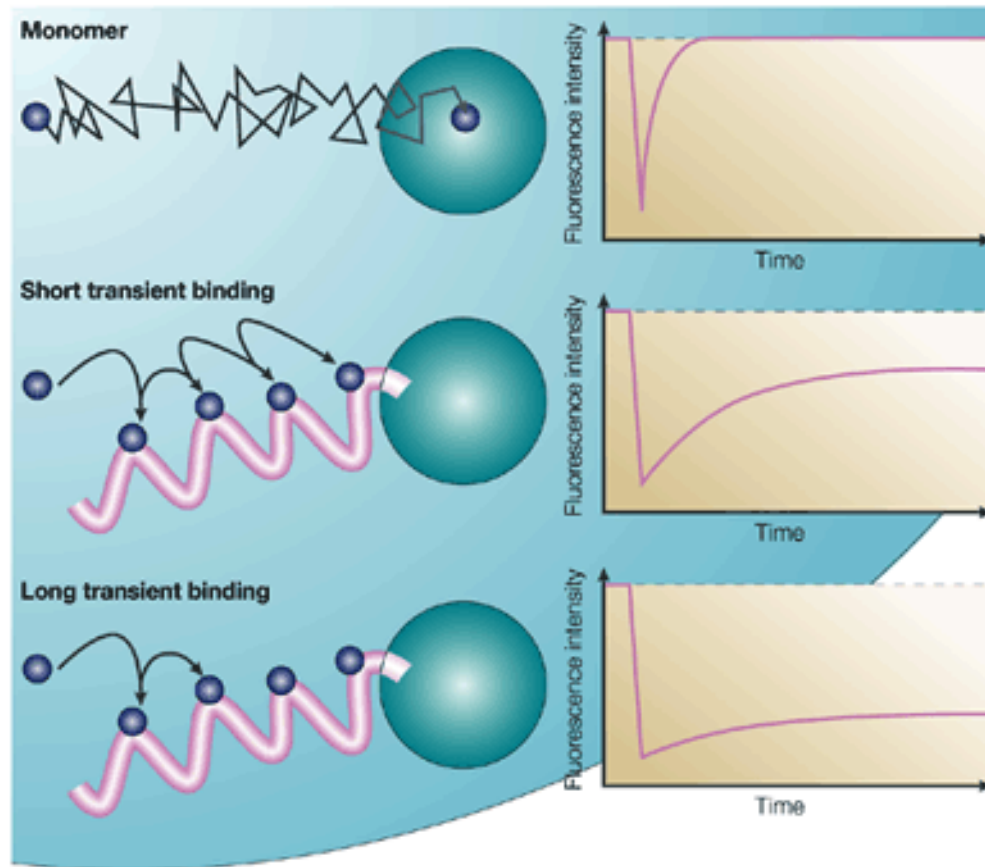 Monomer
Fluorescence intensity
Time
Short transient binding
Fluorescence intensity
Time
Long transient binding
Fluorescence intensity
Time